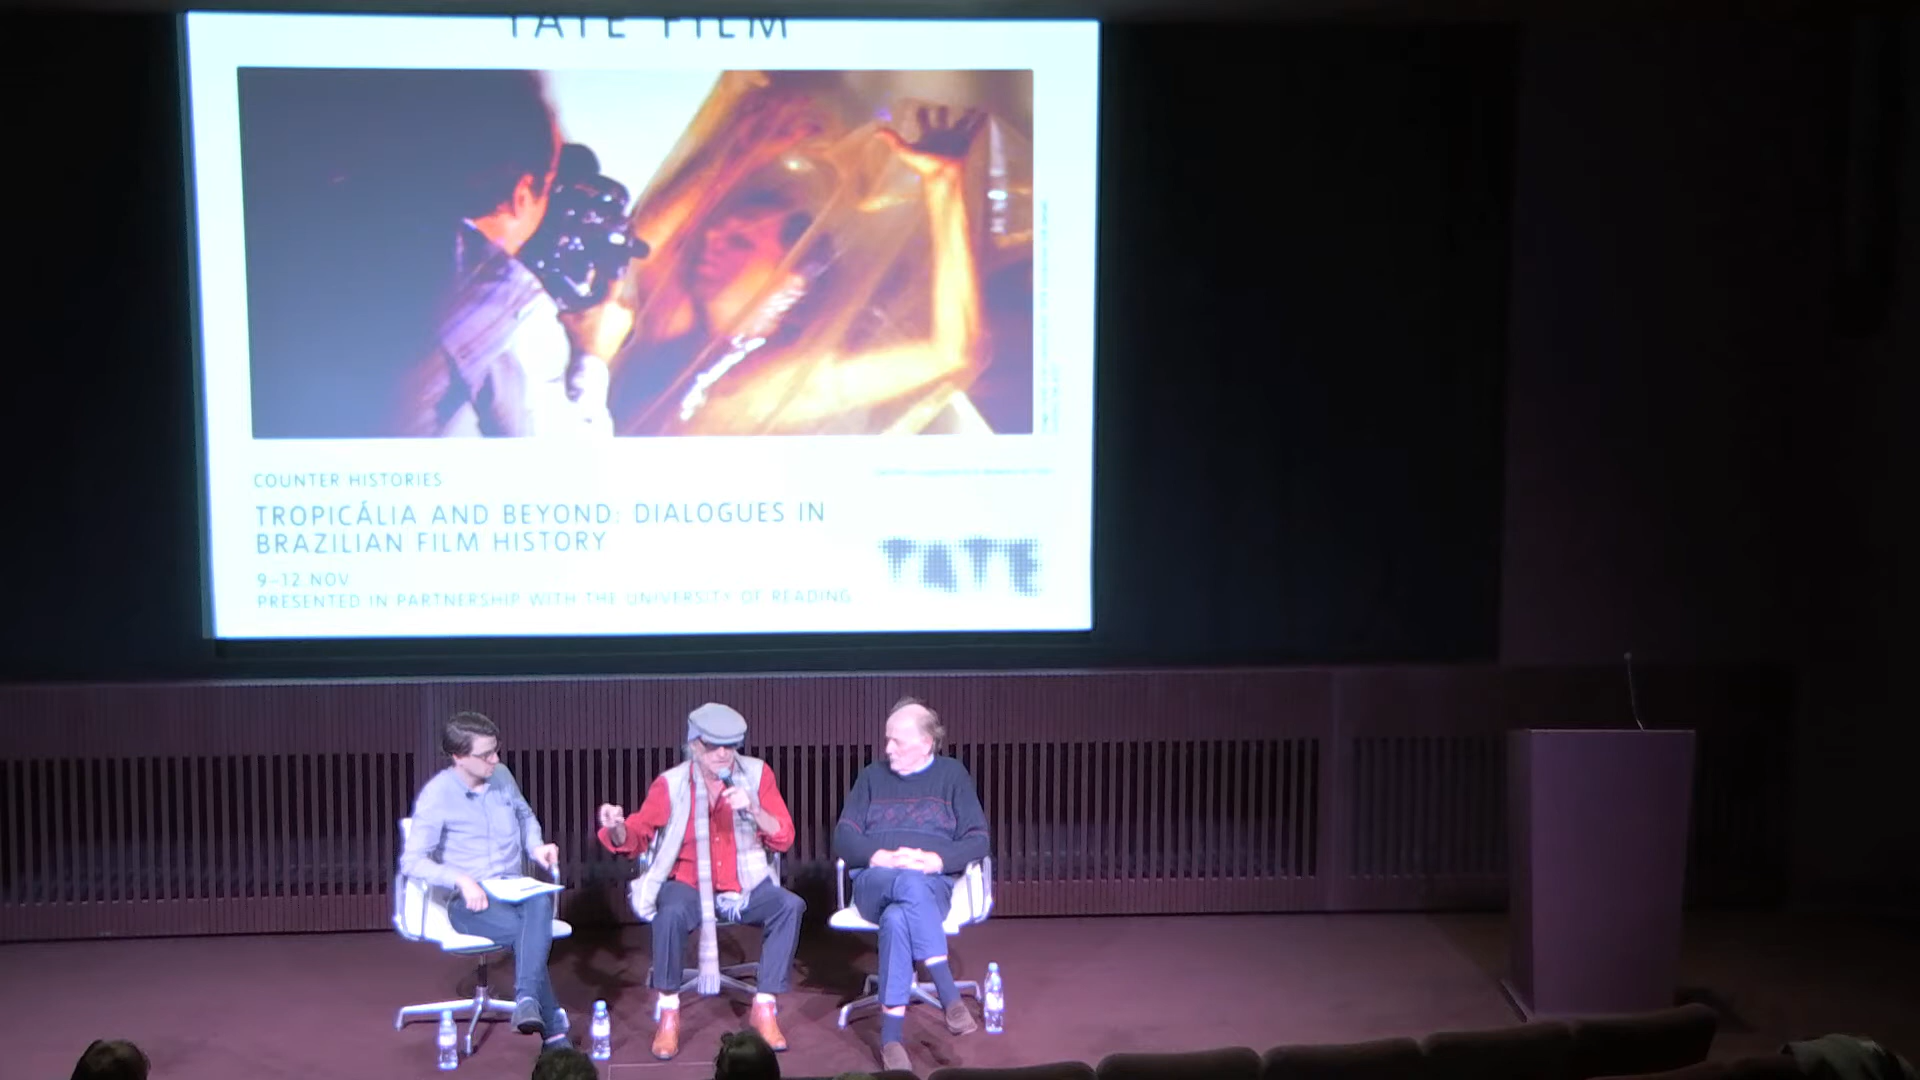 TATE FILM
COUNTER HISTORIES
TROPICÁLIA AND BEYOND: DIALOGUES IN
BRAZILIAN FILM HISTORY
9–12 NOV
PRESENTED IN PARTNERSHIP WITH THE UNIVERSITY OF READING
TATE